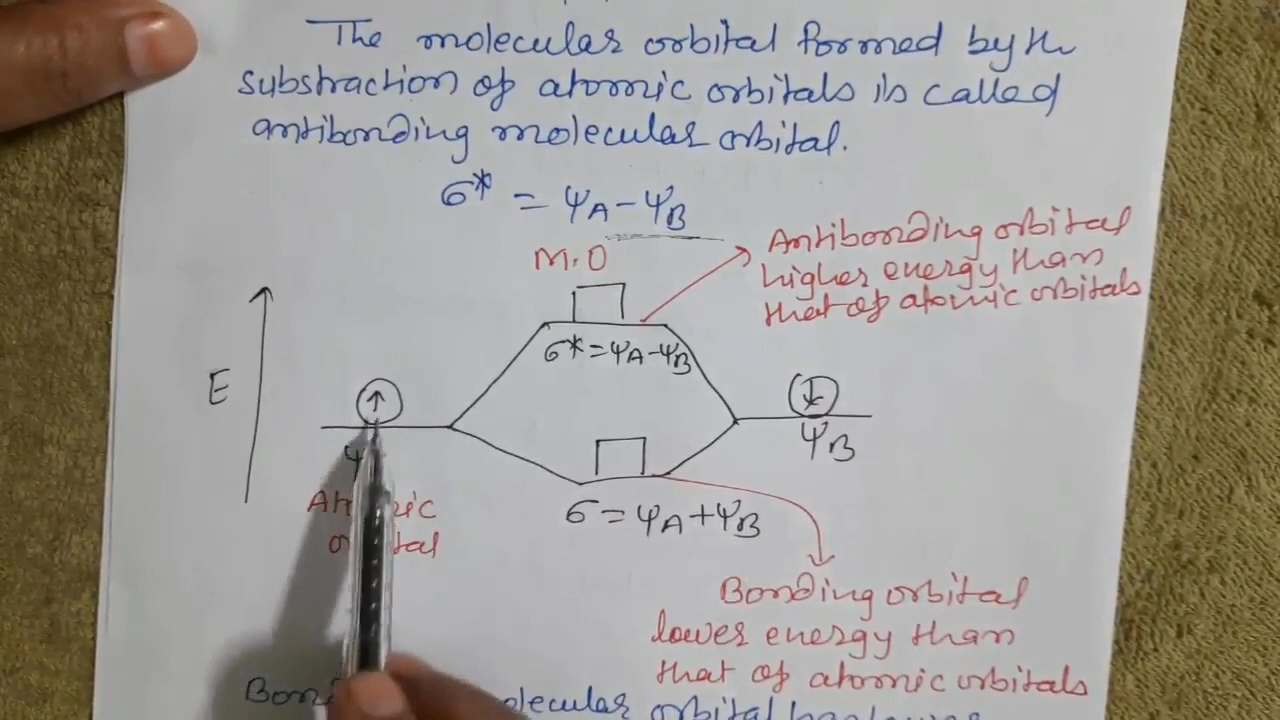 The molecular orbital formed by th
substraction of atomic orbitals is called
antibonding molecular orbital.
σ* = ψA - ψB
M.O
Antibonding orbital
higher energy than
that of atomic orbitals
σ* = ψA - ψB
E
ψ
ψB
σ = ψA + ψB
Bonding orbital
lower energy than
that of atomic orbitals